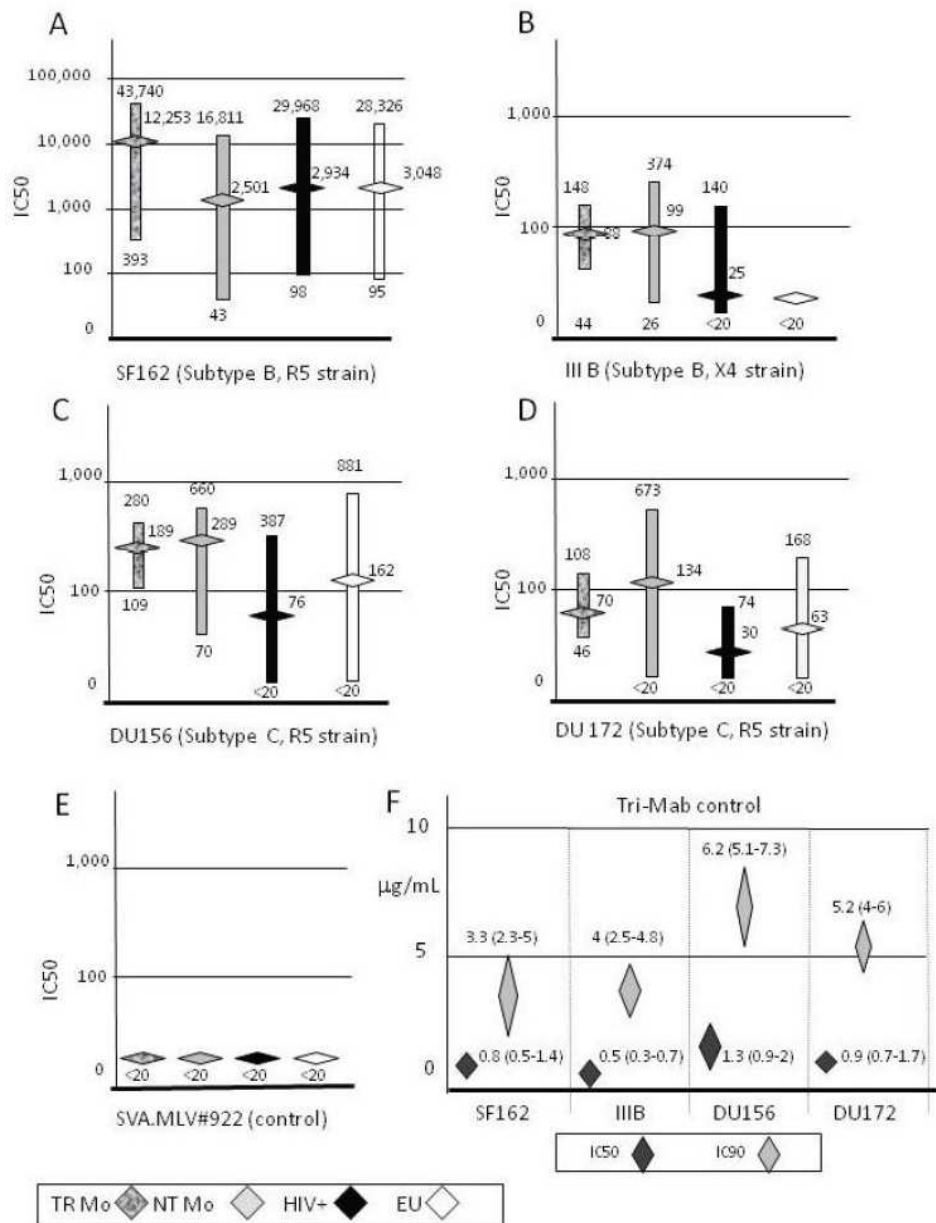 A
100,000
43,740
12,253 16,811
29,968
28,326
10,000
IC50
2,501
2,934
3,048
1,000
393
100
43
98
95
0
SF162 (Subtype B, R5 strain)
B
1,000
374
148
140
IC50
99
88
100
25
0
44
26
<20
<20
III B (Subtype B, X4 strain)
C
1,000
881
660
280
387
189
289
IC50
162
100
109
76
70
0
<20
<20
DU156 (Subtype C, R5 strain)
D
1,000
673
168
108
134
100
IC50
70
74
63
30
46
0
<20
<20
<20
DU 172 (Subtype C, R5 strain)
E
1,000
IC50
100
0
<20
<20
<20
<20
SVA.MLV#922 (control)
F
Tri-Mab control
10
6.2 (5.1-7.3)
µg/mL
5.2 (4-6)
3.3 (2.3-5)
4 (2.5-4.8)
5
0.8 (0.5-1.4)
0.5 (0.3-0.7)
1.3 (0.9-2)
0.9 (0.7-1.7)
0
SF162
IIIB
DU156
DU172
IC50
IC90
TR Mo
NT Mo
HIV+
EU